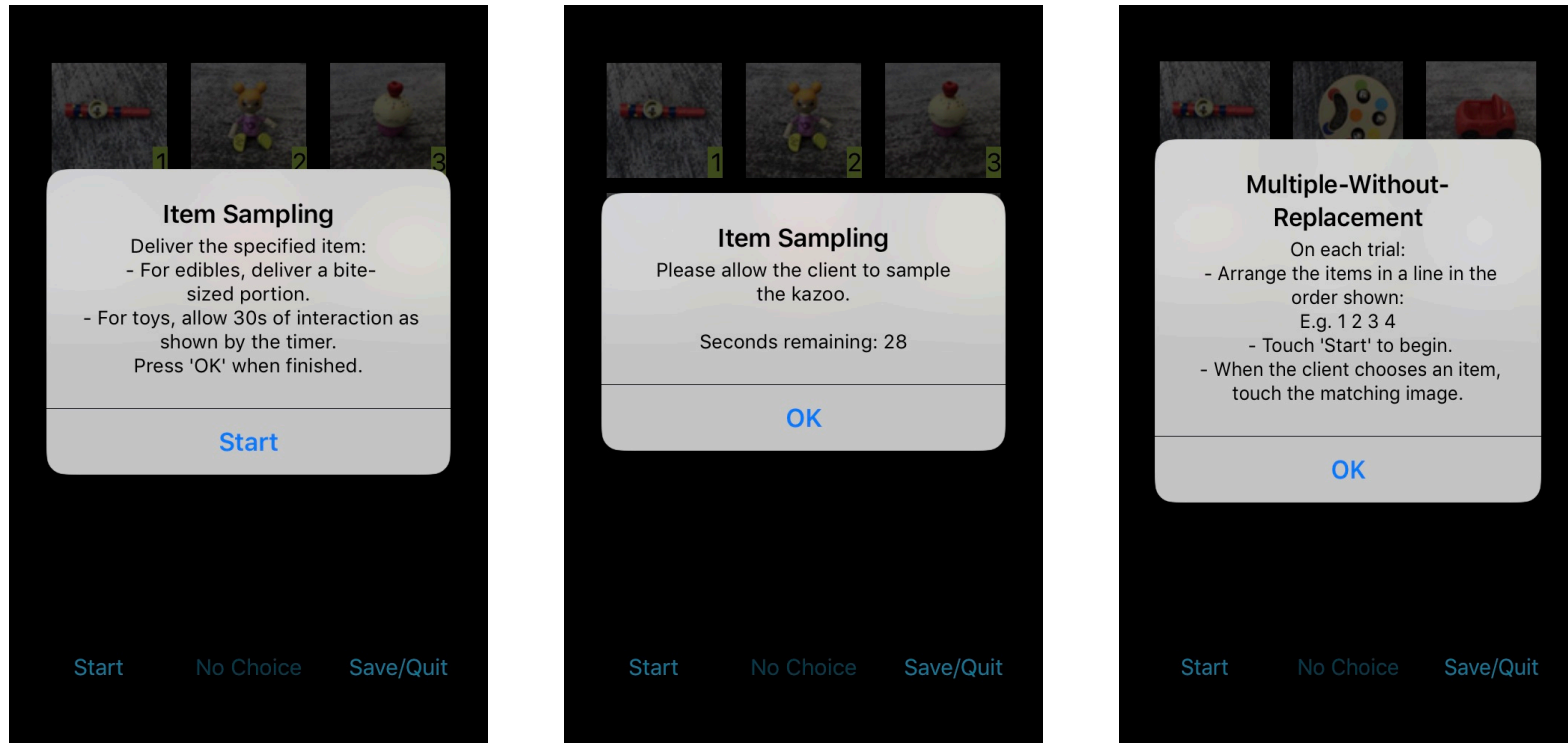 1 2 3
Item Sampling
Deliver the specified item:
- For edibles, deliver a bite-
sized portion.
- For toys, allow 30s of interaction as
shown by the timer.
Press 'OK' when finished.
Start
Start No Choice Save/Quit
1 2 3
Item Sampling
Please allow the client to sample
the kazoo.
Seconds remaining: 28
OK
Start No Choice Save/Quit
Multiple-Without-
Replacement
On each trial:
- Arrange the items in a line in the
order shown:
E.g. 1 2 3 4
- Touch 'Start' to begin.
- When the client chooses an item,
touch the matching image.
OK
Start No Choice Save/Quit